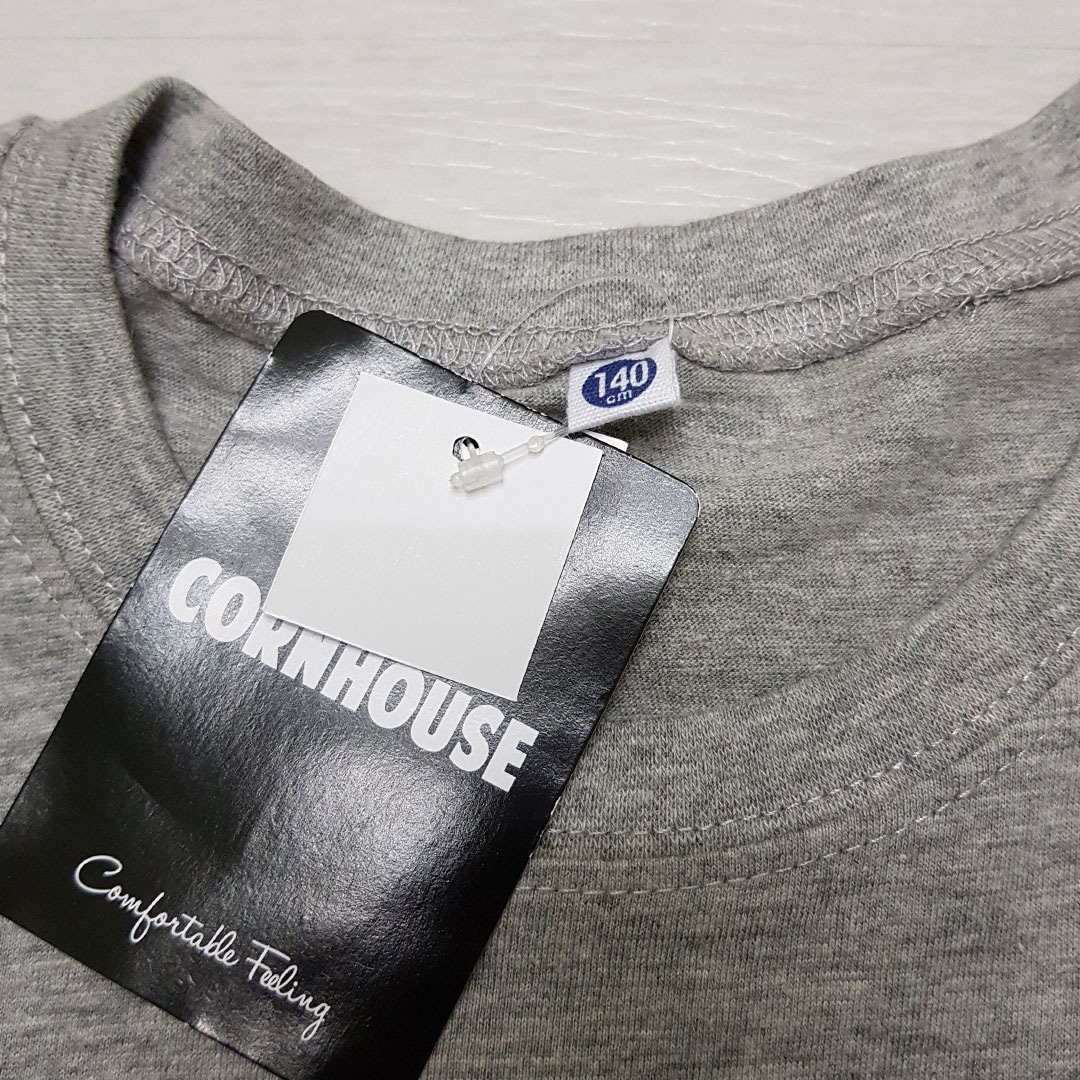 140
cm
CORNHOUSE
Comfortable Feeling